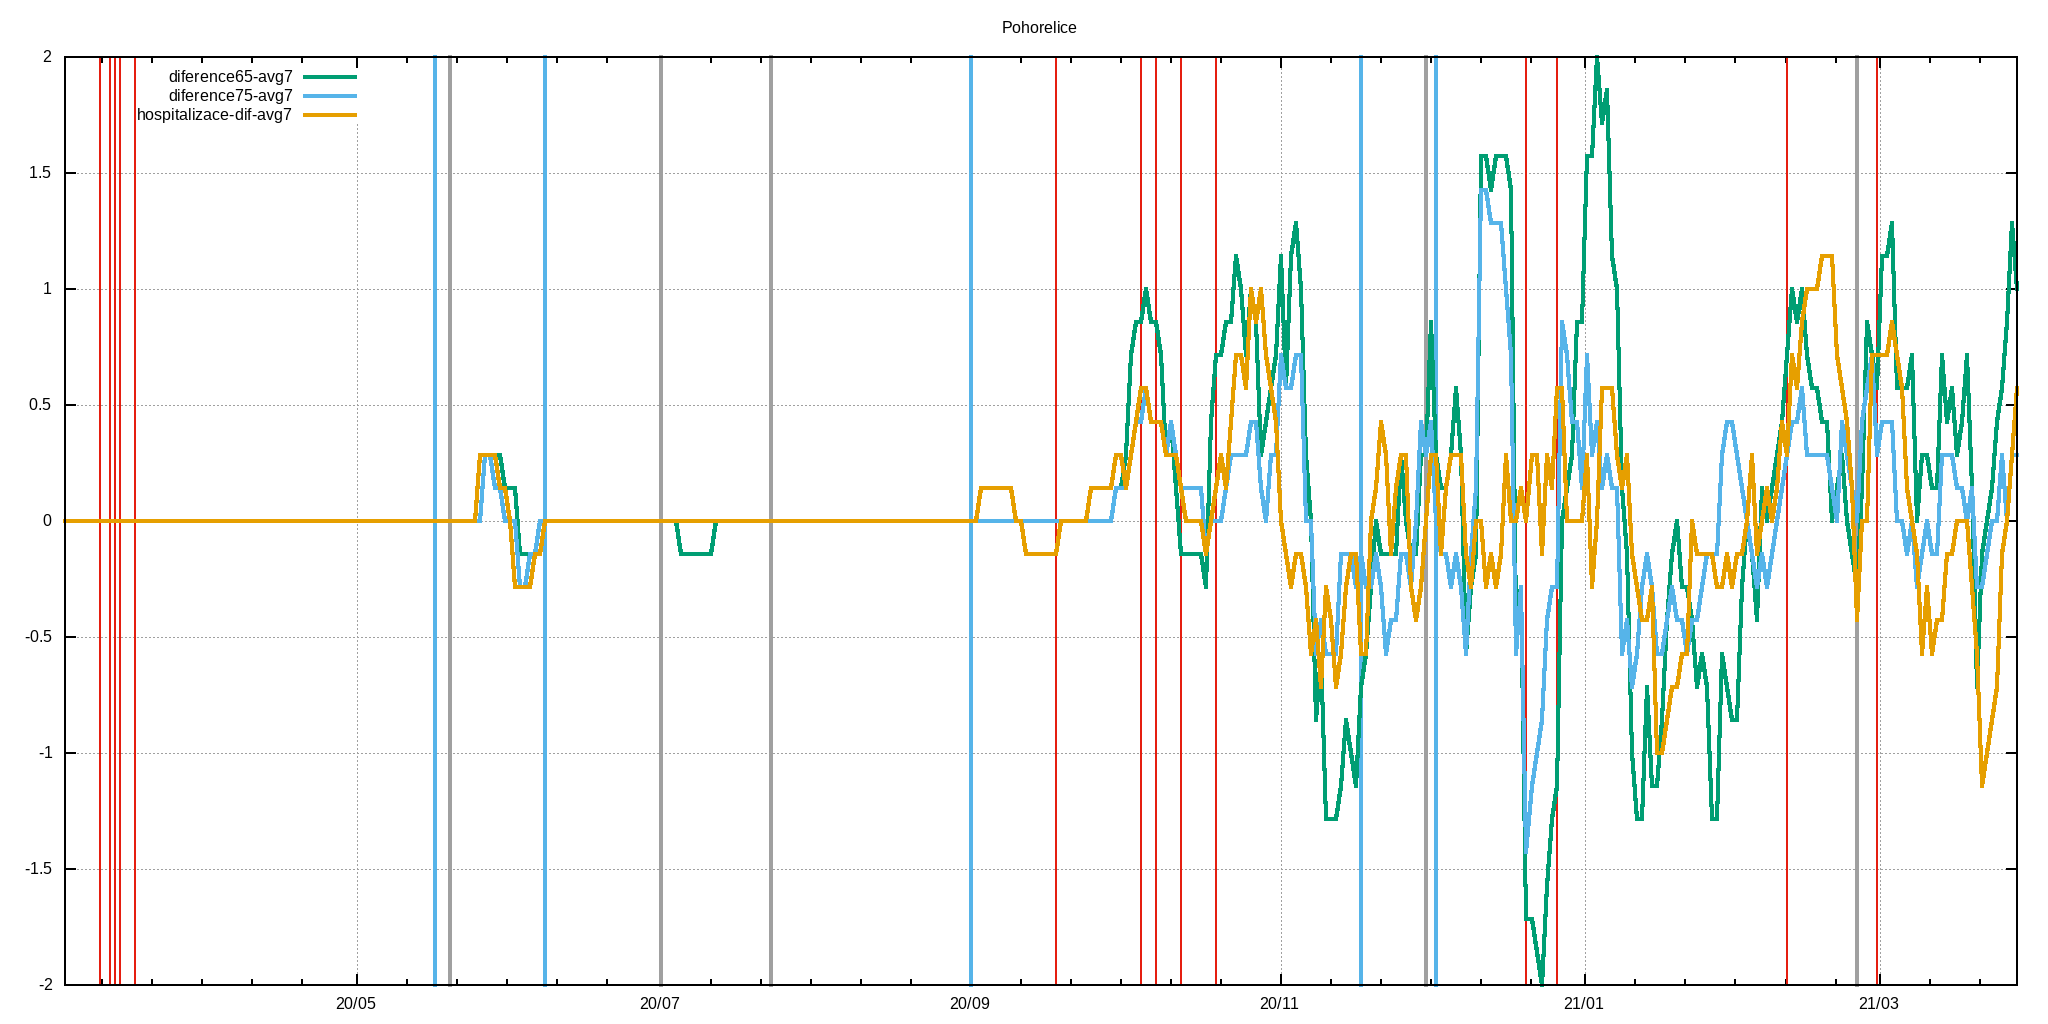 Pohorelice
diference65-avg7
diference75-avg7
hospitalizace-dif-avg7
2
1.5
1
0.5
0
-0.5
-1
-1.5
-2
20/05 20/07 20/09 20/11 21/01 21/03